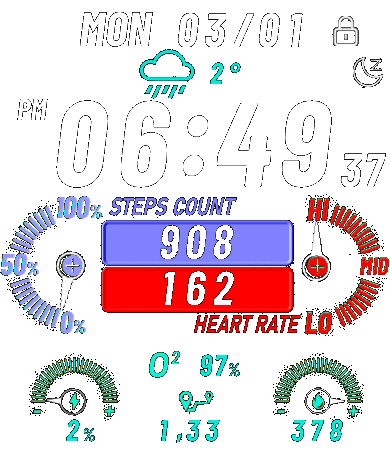 MON 03/01
2°
PM 06:49 37
100% STEPS COUNT HI
908
50% MID
162
0% HEART RATE LO
O² 97%
- + - +
2% 1,33 378